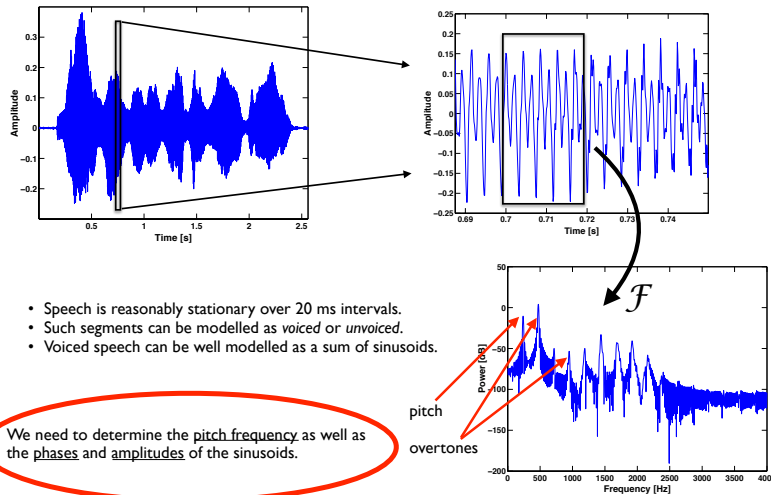 0.3
0.2
0.1
0
−0.1
−0.2
Amplitude
0.5 1 1.5 2 2.5
Time [s]
0.25
0.2
0.15
0.1
0.05
0
−0.05
−0.1
−0.15
−0.2
−0.25
Amplitude
0.69 0.7 0.71 0.72 0.73 0.74
Time [s]
ℱ
• Speech is reasonably stationary over 20 ms intervals.
• Such segments can be modelled as voiced or unvoiced.
• Voiced speech can be well modelled as a sum of sinusoids.
We need to determine the pitch frequency as well as
the phases and amplitudes of the sinusoids.
pitch
overtones
50
0
−50
−100
−150
−200
Power [dB]
0 500 1000 1500 2000 2500 3000 3500 400
Frequency [Hz]